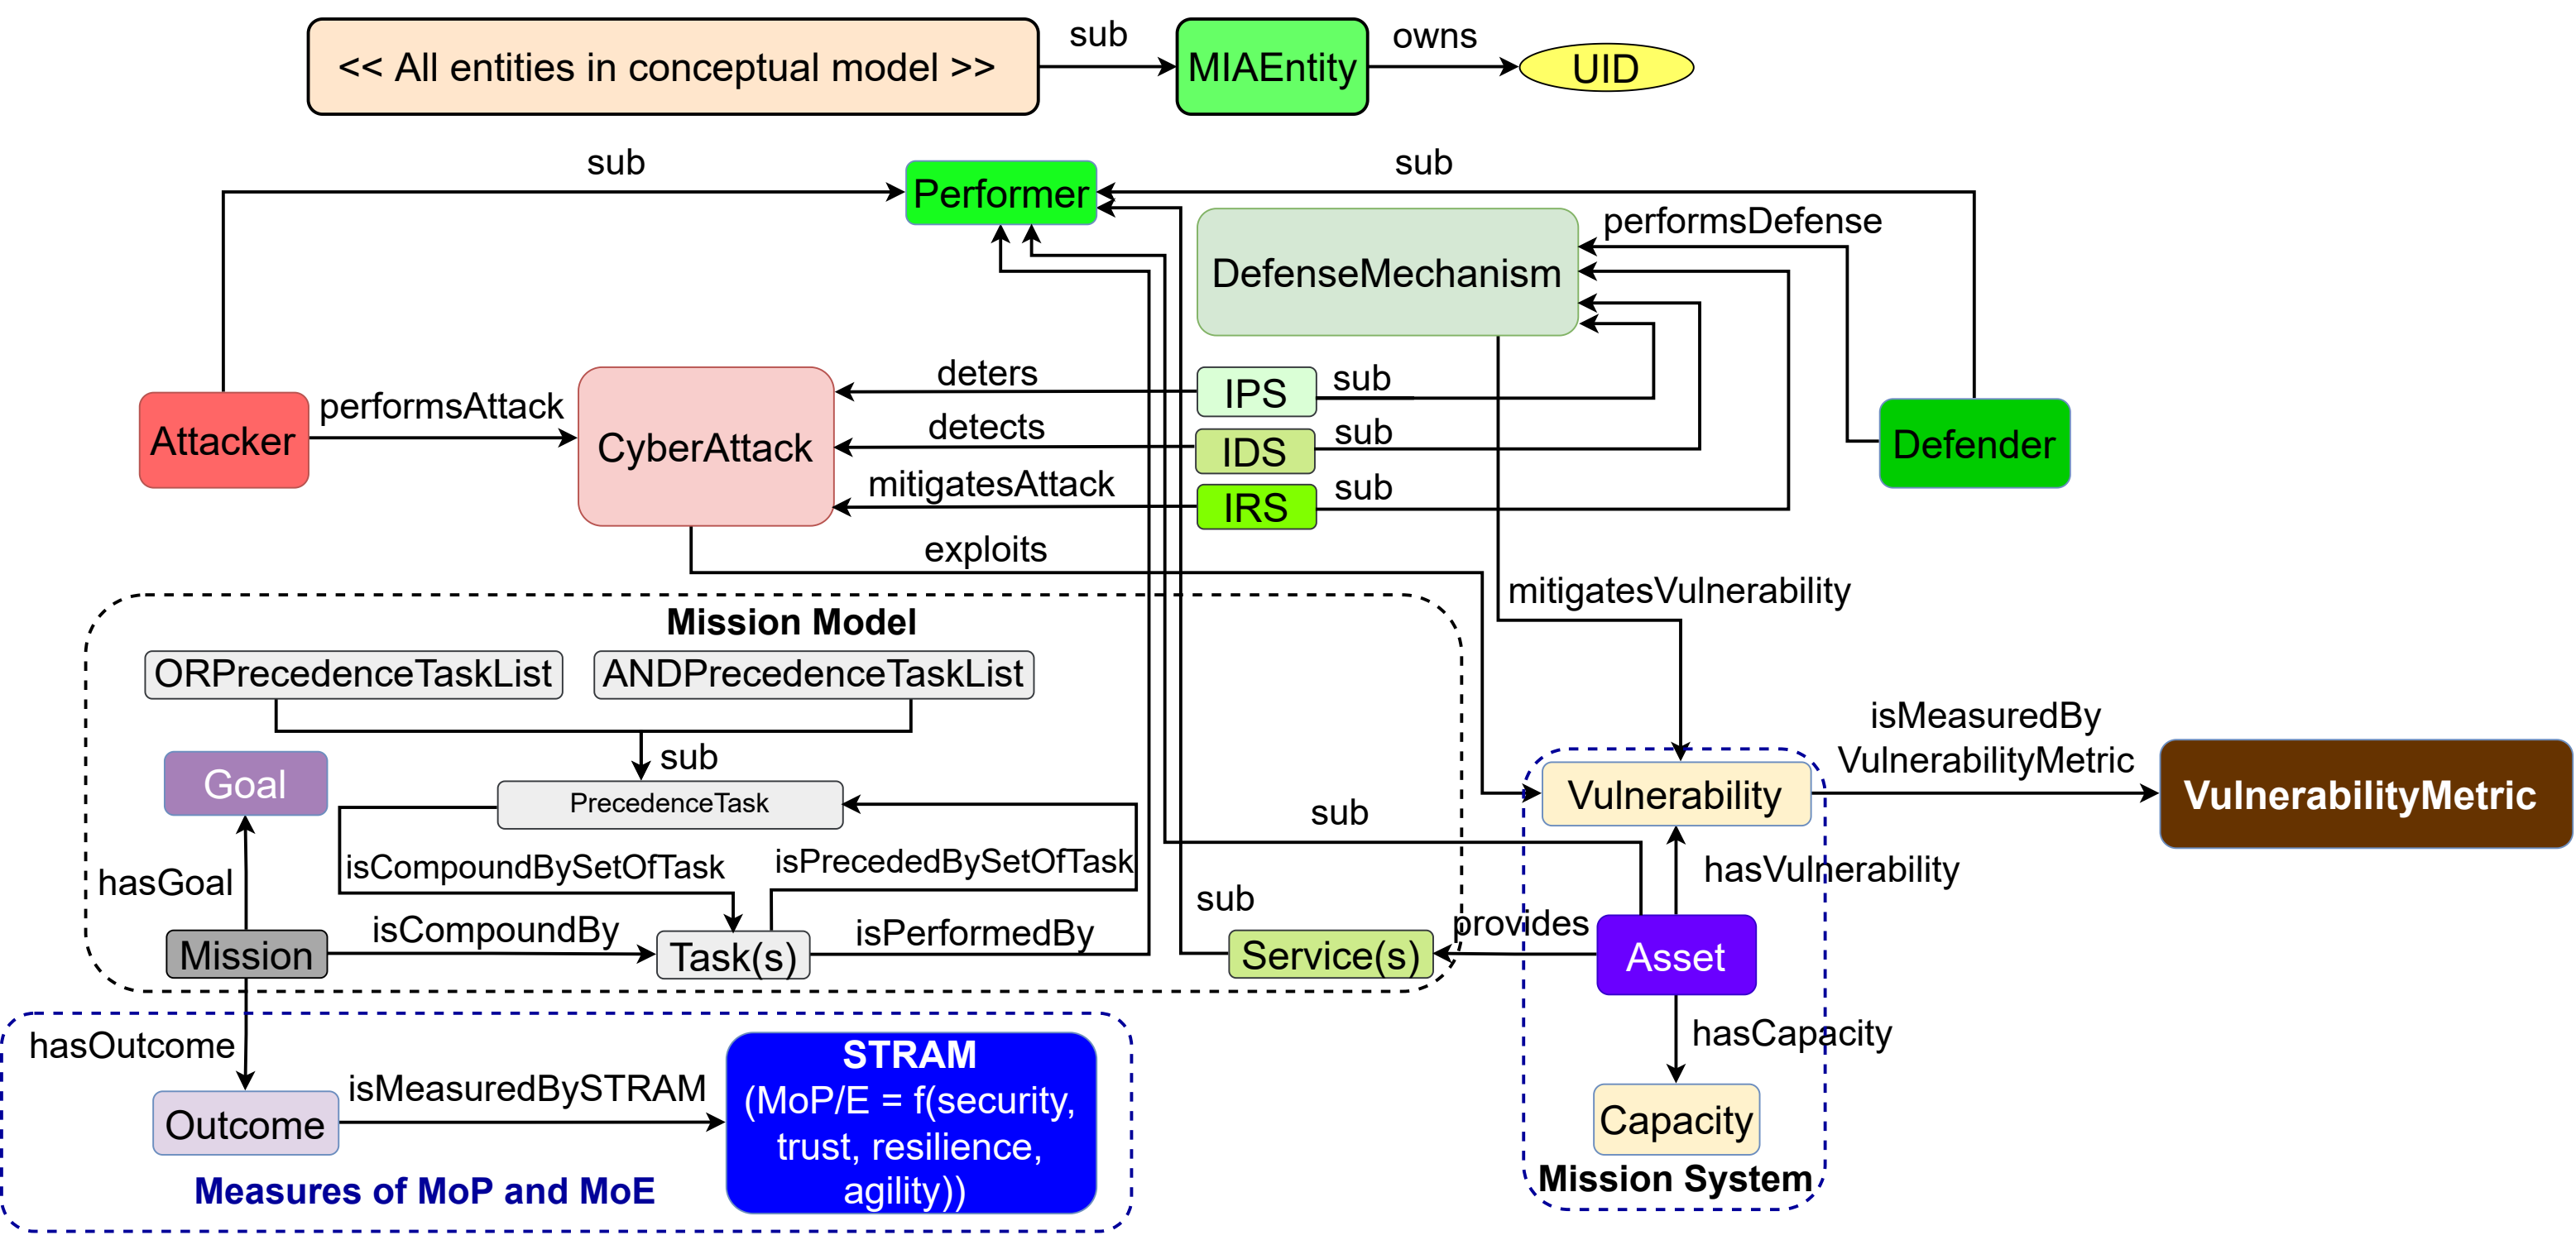 << All entities in conceptual model >>
sub
MIAEntity
owns
UID
sub
Performer
sub
performsDefense
DefenseMechanism
Attacker
performsAttack
CyberAttack
deters
IPS
sub
detects
IDS
sub
mitigatesAttack
IRS
sub
Defender
exploits
mitigatesVulnerability
Mission Model
ORPrecedenceTaskList
ANDPrecedenceTaskList
sub
Goal
PrecedenceTask
isCompoundBySetOfTask
isPrecededBySetOfTask
hasGoal
Mission
isCompoundBy
Task(s)
isPerformedBy
sub
sub
Service(s)
provides
Vulnerability
isMeasuredBy
VulnerabilityMetric
VulnerabilityMetric
hasVulnerability
Asset
hasCapacity
Capacity
Mission System
hasOutcome
Outcome
isMeasuredBySTRAM
STRAM
(MoP/E = f(security,
trust, resilience,
agility))
Measures of MoP and MoE